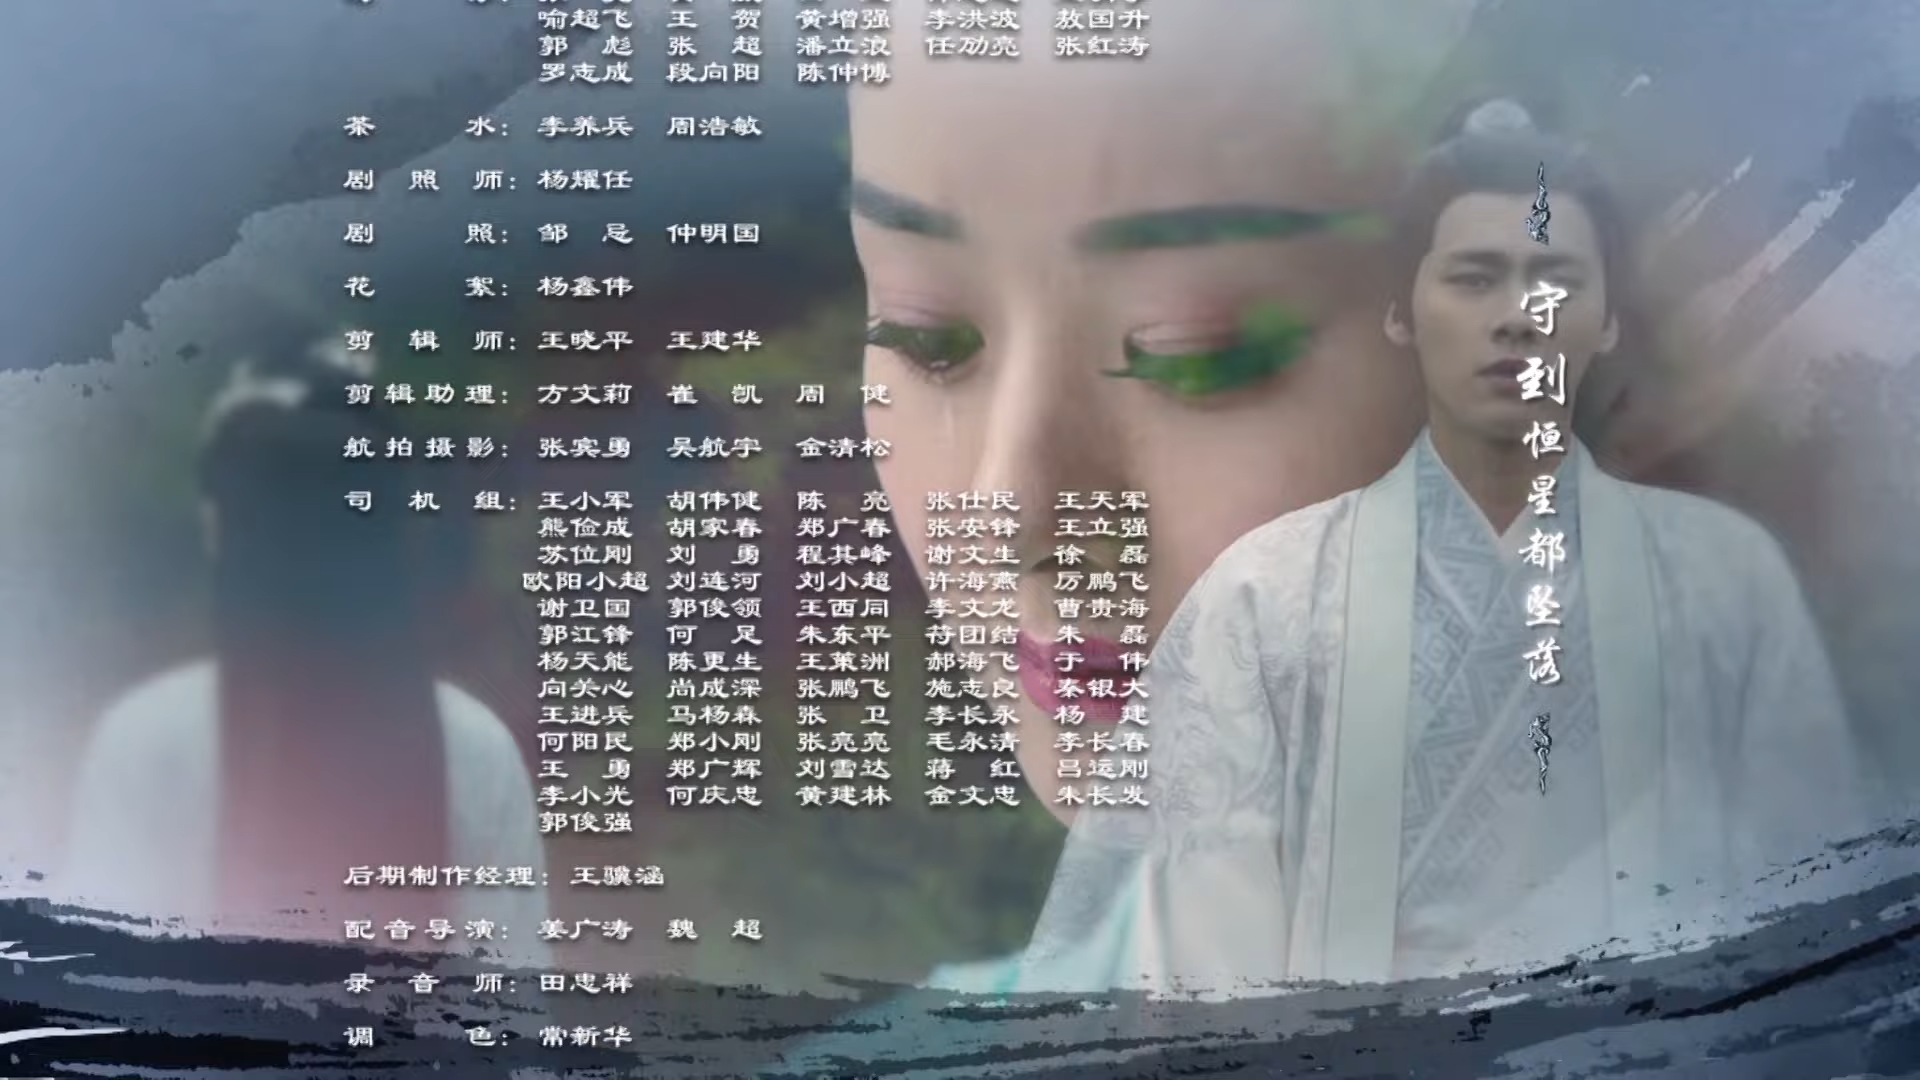 喻超飞 王 贺 黄增强 李洪波 敖国升
郭 彪 张 超 潘立浪 任劢亮 张红涛
罗志成 段向阳 陈仲博
茶 水： 李养兵 周浩敏
剧 照 师： 杨耀任
剧 照： 邹 忌 仲明国
花 絮： 杨鑫伟
剪 辑 师： 王晓平 王建华
剪辑助理： 方文莉 崔 凯 周 健
航拍摄影： 张宾勇 吴航宇 金清松
司 机 组： 王小军 胡伟健 陈 亮 张仕民 王天军
熊俭成 胡家春 郑广春 张安锋 王立强
苏位刚 刘 勇 程其峰 谢文生 徐 磊
欧阳小超 刘连河 刘小超 许海燕 厉鹏飞
谢卫国 郭俊领 王西同 李文龙 曹贵海
郭江锋 何 足 朱东平 苻团结 朱 磊
杨天能 陈更生 王莱洲 郝海飞 于 伟
向关心 尚成深 张鹏飞 施志良 秦银大
王进兵 马杨森 张 卫 李长永 杨 建
何阳民 郑小刚 张亮亮 毛永清 李长春
王 勇 郑广辉 刘雪达 蒋 红 吕运刚
李小光 何庆忠 黄建林 金文忠 朱长发
郭俊强
后期制作经理： 王骥涵
配音导演： 姜广涛 魏 超
录 音 师： 田忠祥
调 色： 常新华
守到恒星都坠落